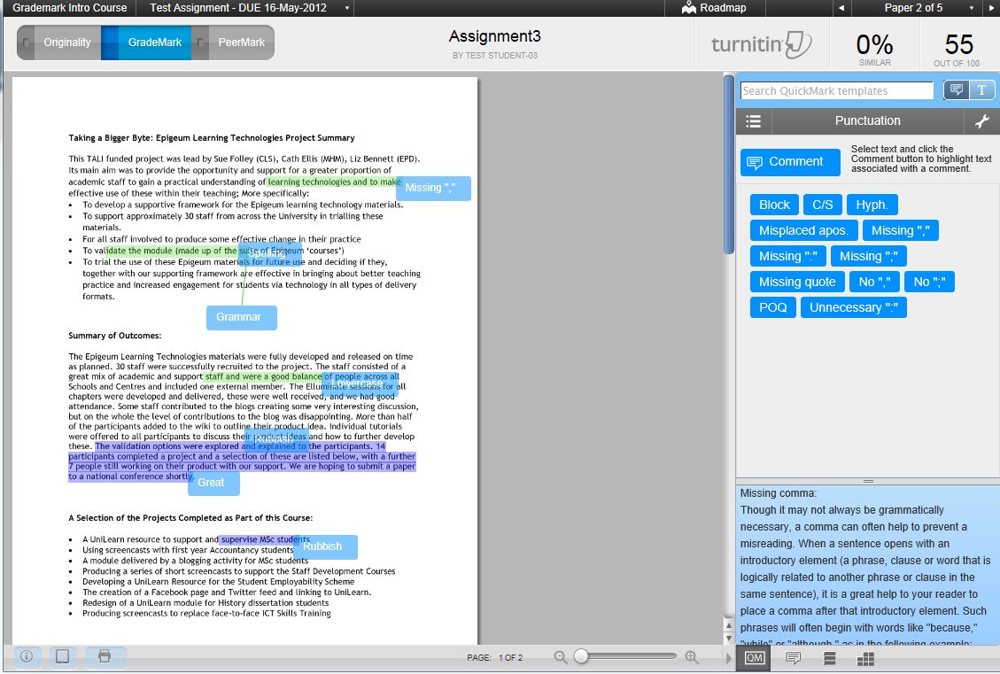 Grademark Intro Course
Test Assignment - DUE 16-May-2012
Roadmap
Paper 2 of 5
Originality
GradeMark
PeerMark
Assignment3
BY TEST STUDENT-03
turnitin
0%
SIMILAR
55
OUT OF 100
Taking a Bigger Byte: Epigeum Learning Technologies Project Summary
This TALI funded project was lead by Sue Folley (CLS), Cath Ellis (MHM), Liz Bennett (EPD).
Its main aim was to provide the opportunity and support for a greater proportion of
academic staff to gain a practical understanding of learning technologies and to make
Missing ","
effective use of these within their teaching; More specifically:
• To develop a supportive framework for the Epigeum learning technology materials.
• To support approximately 30 staff from across the University in trialling these
materials.
• For all staff involved to produce some effective change in their practice
• To validate the module (made up of the suite of Epigeum ‘courses’)
Spelling
• To trial the use of these Epigeum materials for future use and deciding if they,
together with our supporting framework are effective in bringing about better teaching
practice and increased engagement for students via technology in all types of delivery
formats.
Grammar
Summary of Outcomes:
The Epigeum Learning Technologies materials were fully developed and released on time
as planned. 30 staff were successfully recruited to the project. The staff consisted of a
great mix of academic and support staff and were a good balance of people across all
Lowercase
Schools and Centres and included one external member. The Elluminate sessions for all
chapters were developed and delivered, these were well received, and we had good
attendance. Some staff contributed to the blogs creating some very interesting discussion,
but on the whole the level of contributions to the blog was disappointing. More than half
of the participants added to the wiki to outline their product idea. Individual tutorials
were offered to all participants to discuss their product ideas and how to further develop
Rubbish
these. The validation options were explored and explained to the participants. 14
participants completed a project and a selection of these are listed below, with a further
7 people still working on their product with our support. We are hoping to submit a paper
to a national conference shortly.
Great
A Selection of the Projects Completed as Part of this Course:
• A UniLearn resource to support and supervise MSc students
Rubbish
• Using screencasts with first year Accountancy students
• A module delivered by a blogging activity for MSc students
• Producing a series of short screencasts to support the Staff Development Courses
• Developing a UniLearn Resource for the Student Employability Scheme
• The creation of a Facebook page and Twitter feed and linking to UniLearn.
• Redesign of a UniLearn module for History dissertation students
• Producing screencasts to replace face-to-face ICT Skills Training
PAGE: 1 OF 2
Search QuickMark templates
T
Punctuation
Comment
Select text and click the
Comment button to highlight text
associated with a comment.
Block C/S Hyph.
Misplaced apos. Missing ","
Missing ":" Missing ";"
Missing quote No "," No ";"
POQ Unnecessary ":"
Missing comma:
Though it may not always be grammatically
necessary, a comma can often help to prevent a
misreading. When a sentence opens with an
introductory element (a phrase, clause or word that is
logically related to another phrase or clause in the
same sentence), it is a great help to your reader to
place a comma after that introductory element. Such
phrases will often begin with words like "because,"
"while" or "although," as in the following example:
QM